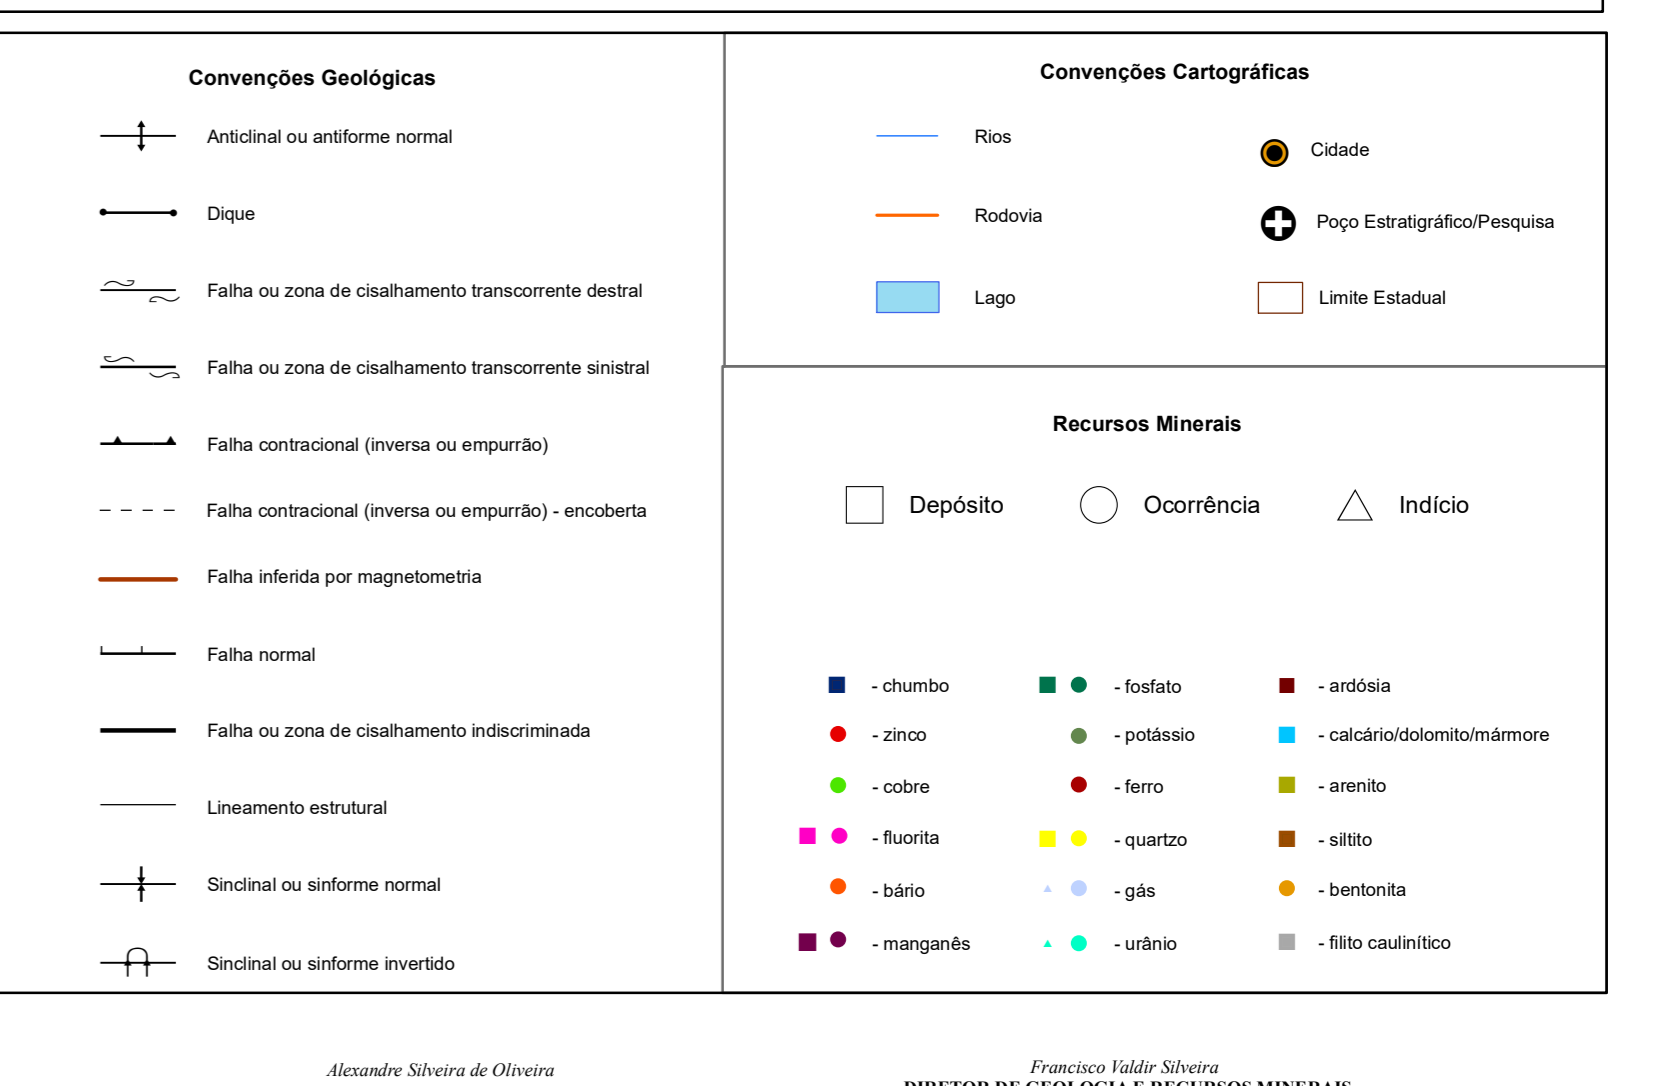 Convenções Geológicas
Anticlinal ou antiforme normal
Dique
Falha ou zona de cisalhamento transcorrente destral
Falha ou zona de cisalhamento transcorrente sinistral
Falha contracional (inversa ou empurrão)
Falha contracional (inversa ou empurrão) - encoberta
Falha inferida por magnetometria
Falha normal
Falha ou zona de cisalhamento indiscriminada
Lineamento estrutural
Sinclinal ou sinforme normal
Sinclinal ou sinforme invertido
Convenções Cartográficas
Rios
Rodovia
Lago
Cidade
Poço Estratigráfico/Pesquisa
Limite Estadual
Recursos Minerais
Depósito
Ocorrência
Indício
- chumbo
- zinco
- cobre
- fluorita
- bário
- manganês
- fosfato
- potássio
- ferro
- quartzo
- gás
- urânio
- ardósia
- calcário/dolomito/mármore
- arenito
- siltito
- bentonita
- filito caulinítico
Alexandre Silveira de Oliveira
Francisco Valdir Silveira
DIRETOR DE GEOLOGIA E RECURSOS MINERAIS